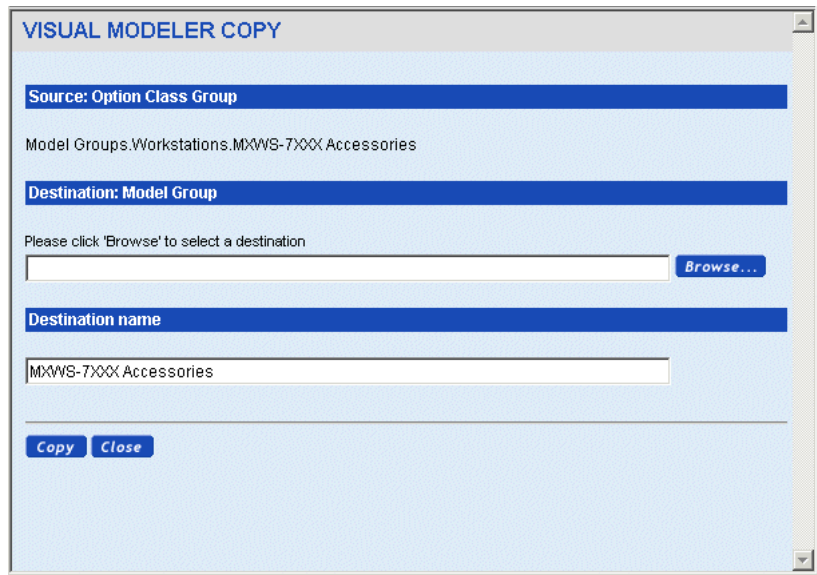 VISUAL MODELER COPY
Source: Option Class Group
Model Groups.Workstations.MXWS-7XXX Accessories
Destination: Model Group
Please click 'Browse' to select a destination
Browse...
Destination name
MXWS-7XXX Accessories
Copy Close